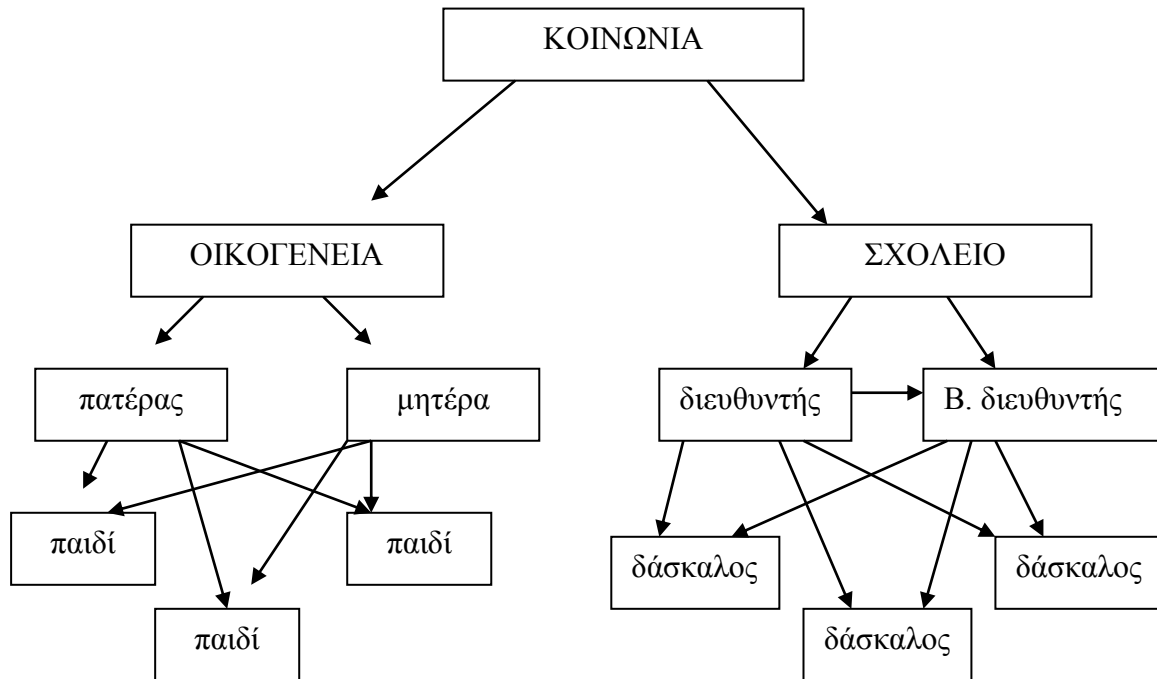 ΚΟΙΝΩΝΙΑ
ΟΙΚΟΓΕΝΕΙΑ
ΣΧΟΛΕΙΟ
πατέρας
μητέρα
διευθυντής
Β. διευθυντής
παιδί
παιδί
δάσκαλος
δάσκαλος
παιδί
δάσκαλος